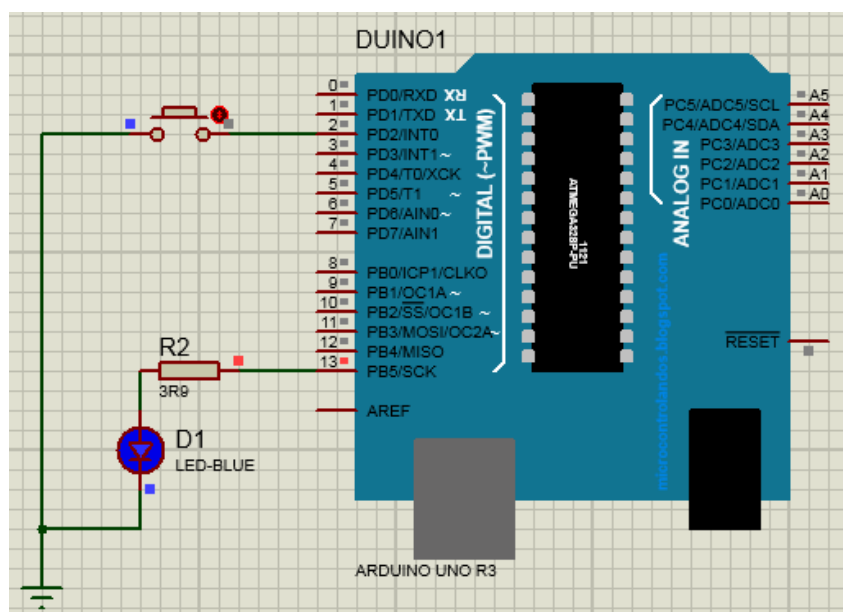 DUINO1
0
PD0/RXD RX
1
PD1/TXD TX
2
PD2/INT0
3
PD3/INT1~
4
PD4/T0/XCK
5
PD5/T1 ~
6
PD6/AIN0~
7
PD7/AIN1
8
PB0/ICP1/CLKO
9
PB1/OC1A~
10
PB2/SS/OC1B ~
11
PB3/MOSI/OC2A~
12
PB4/MISO
13
PB5/SCK
AREF
DIGITAL (~PWM)
ATMEGA328P-PU
1121
ANALOG IN
PC5/ADC5/SCL
A5
PC4/ADC4/SDA
A4
PC3/ADC3
A3
PC2/ADC2
A2
PC1/ADC1
A1
PC0/ADC0
A0
RESET
microcontrolandos.blogspot.com
R2
3R9
D1
LED-BLUE
ARDUINO UNO R3